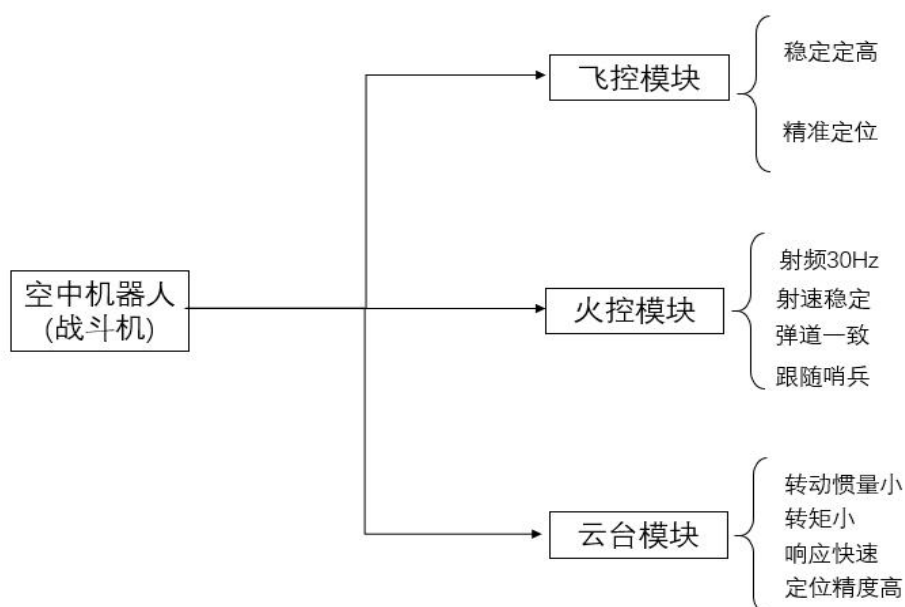 空中机器人
(战斗机)
飞控模块
稳定定高
精准定位
火控模块
射频30Hz
射速稳定
弹道一致
跟随哨兵
云台模块
转动惯量小
转矩小
响应快速
定位精度高